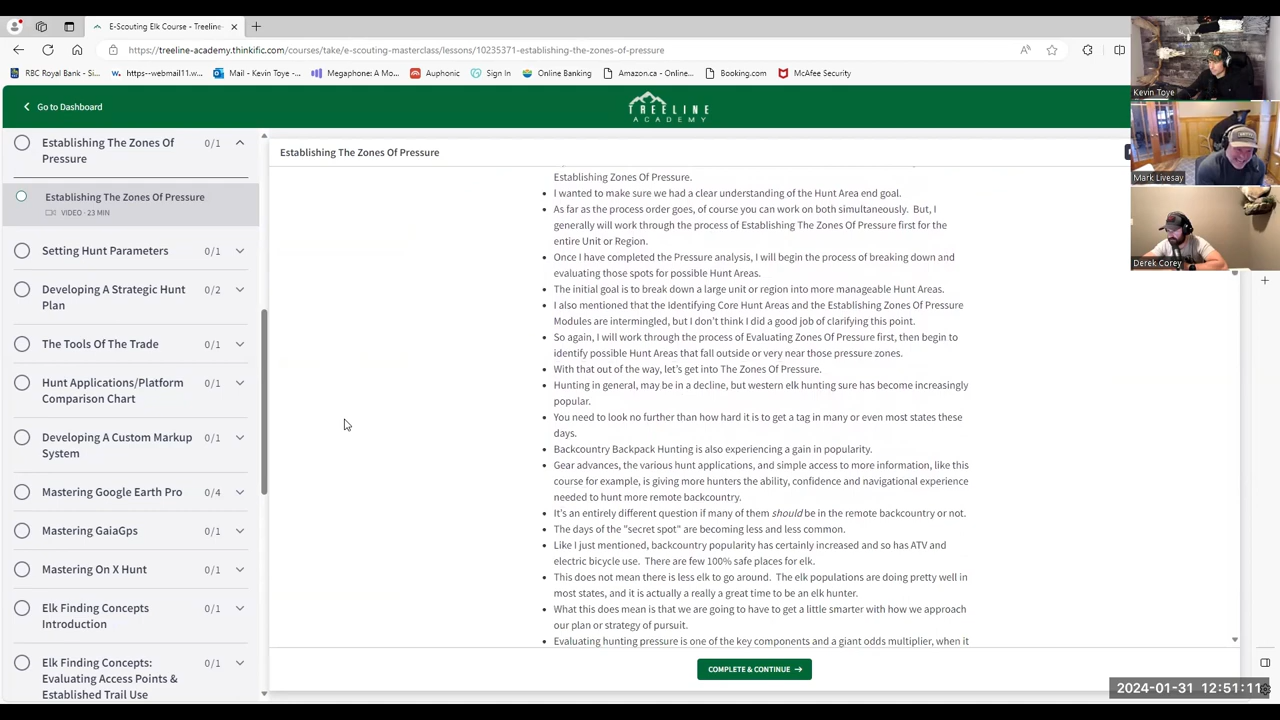 E-Scouting Elk Course - Treeline-
https://treeline-academy.thinkific.com/courses/take/e-scouting-masterclass/lessons/10235371-establishing-the-zones-of-pressure
RBC Royal Bank - Si...
https--webmail11.w...
Mail - Kevin Toye -...
Megaphone: A Mo...
Auphonic
Sign In
Online Banking
Amazon.ca - Online...
Booking.com
McAfee Security
Go to Dashboard
TREELINE
ACADEMY
Kevin Toye
Mark Livesay
Derek Corey
Establishing The Zones Of
Pressure
0/1
Establishing The Zones Of Pressure
VIDEO · 23 MIN
Setting Hunt Parameters 0/1
Developing A Strategic Hunt
Plan
0/2
The Tools Of The Trade 0/1
Hunt Applications/Platform
Comparison Chart
0/1
Developing A Custom Markup
System
0/1
Mastering Google Earth Pro 0/4
Mastering GaiaGps 0/1
Mastering On X Hunt 0/1
Elk Finding Concepts
Introduction
0/1
Elk Finding Concepts:
Evaluating Access Points &
Established Trail Use
0/1
Establishing The Zones Of Pressure
Establishing Zones Of Pressure.
• I wanted to make sure we had a clear understanding of the Hunt Area end goal.
• As far as the process order goes, of course you can work on both simultaneously. But, I
generally will work through the process of Establishing The Zones Of Pressure first for the
entire Unit or Region.
• Once I have completed the Pressure analysis, I will begin the process of breaking down and
evaluating those spots for possible Hunt Areas.
• The initial goal is to break down a large unit or region into more manageable Hunt Areas.
• I also mentioned that the Identifying Core Hunt Areas and the Establishing Zones Of Pressure
Modules are intermingled, but I don't think I did a good job of clarifying this point.
• So again, I will work through the process of Evaluating Zones Of Pressure first, then begin to
identify possible Hunt Areas that fall outside or very near those pressure zones.
• With that out of the way, let's get into The Zones Of Pressure.
• Hunting in general, may be in a decline, but western elk hunting sure has become increasingly
popular.
• You need to look no further than how hard it is to get a tag in many or even most states these
days.
• Backcountry Backpack Hunting is also experiencing a gain in popularity.
• Gear advances, the various hunt applications, and simple access to more information, like this
course for example, is giving more hunters the ability, confidence and navigational experience
needed to hunt more remote backcountry.
• It's an entirely different question if many of them should be in the remote backcountry or not.
• The days of the "secret spot" are becoming less and less common.
• Like I just mentioned, backcountry popularity has certainly increased and so has ATV and
electric bicycle use. There are few 100% safe places for elk.
• This does not mean there is less elk to go around. The elk populations are doing pretty well in
most states, and it is actually a really a great time to be an elk hunter.
• What this does mean is that we are going to have to get a little smarter with how we approach
our plan or strategy of pursuit.
• Evaluating hunting pressure is one of the key components and a giant odds multiplier, when it
COMPLETE & CONTINUE →
2024-01-31 12:51:11